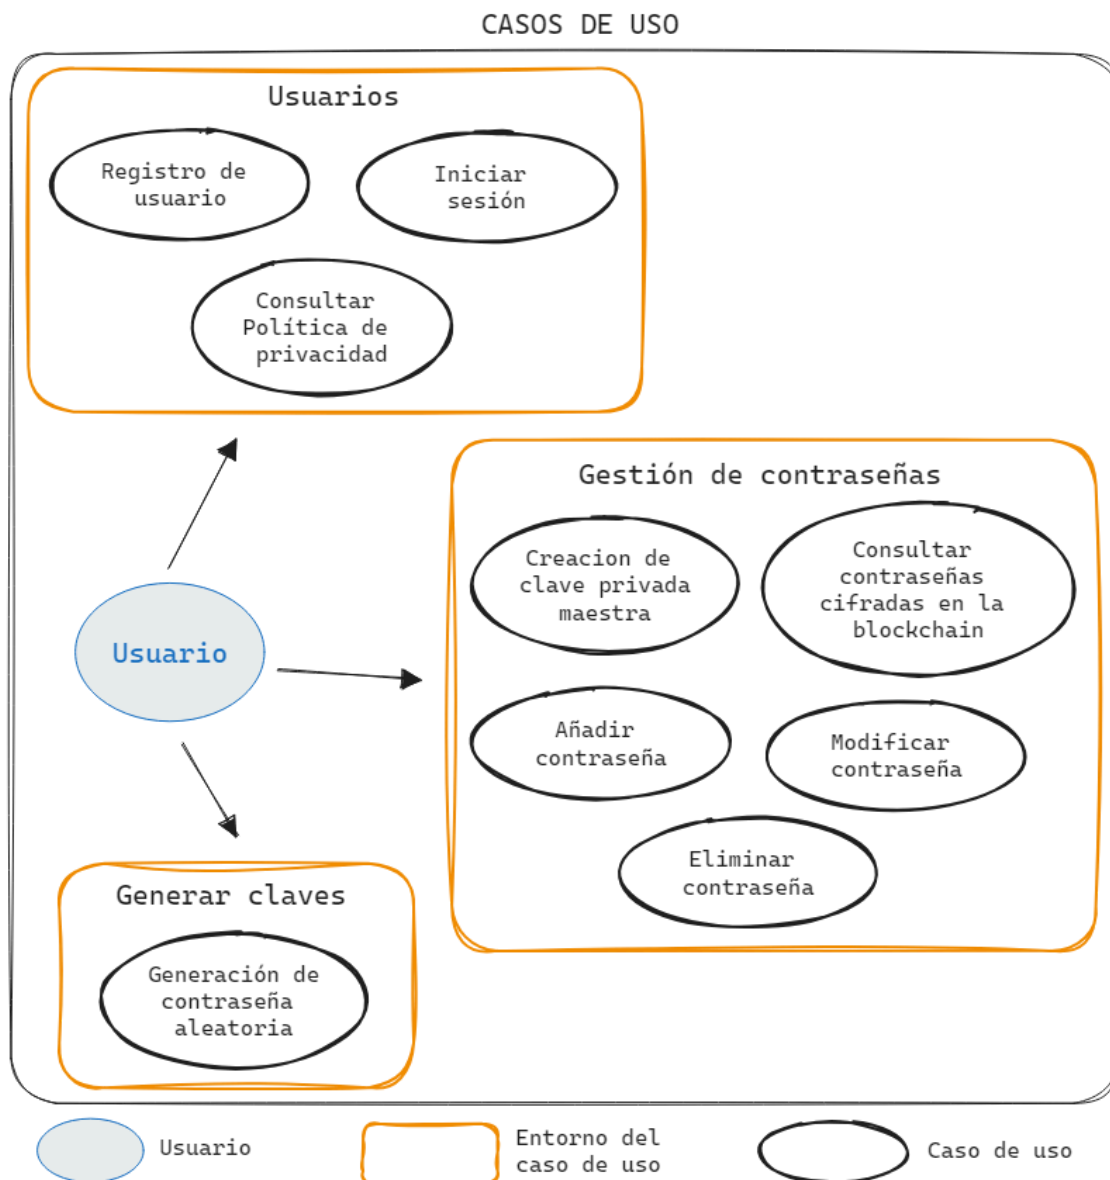 CASOS DE USO
Usuarios
Registro de
usuario
Iniciar
sesión
Consultar
Política de
privacidad
Gestión de contraseñas
Creacion de
clave privada
maestra
Consultar
contraseñas
cifradas en la
blockchain
Usuario
Añadir
contraseña
Modificar
contraseña
Eliminar
contraseña
Generar claves
Generación de
contraseña
aleatoria
Usuario
Entorno del
caso de uso
Caso de uso